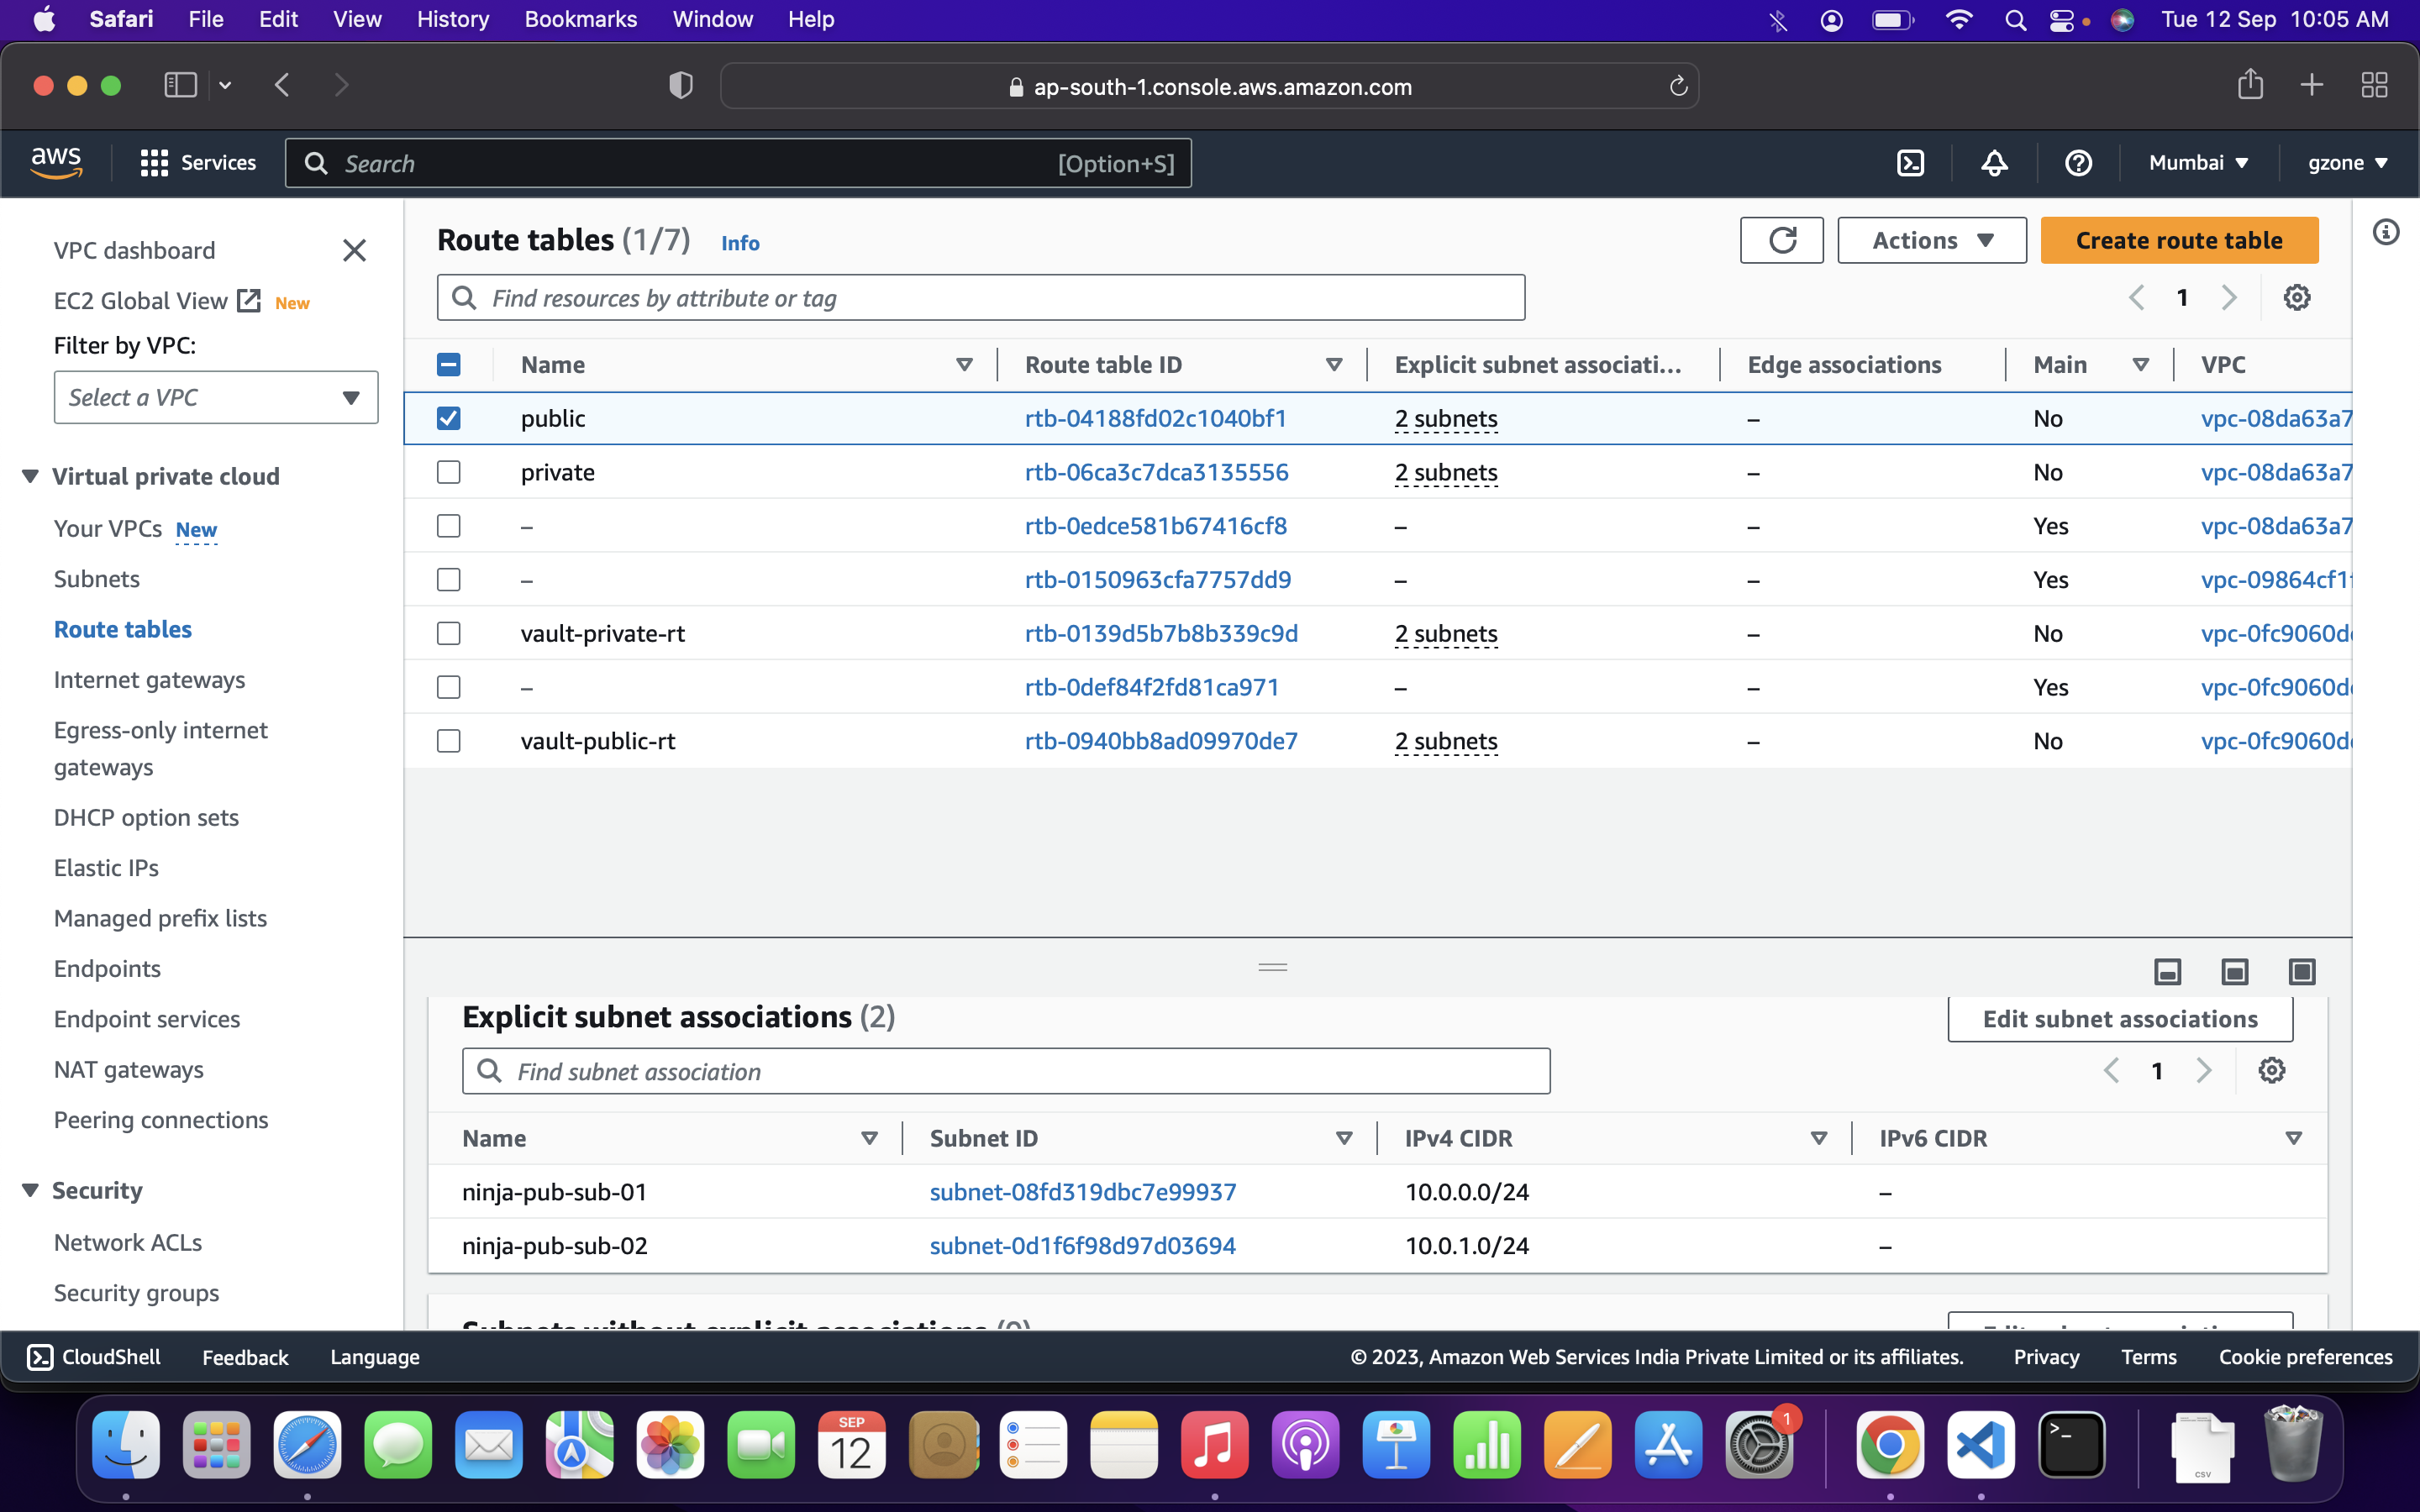 Safari File Edit View History Bookmarks Window Help Tue 12 Sep 10:05 AM
ap-south-1.console.aws.amazon.com
aws Services Search [Option+S] Mumbai gzone
VPC dashboard
EC2 Global View New
Filter by VPC:
Select a VPC
Virtual private cloud
Your VPCs New
Subnets
Route tables
Internet gateways
Egress-only internet
gateways
DHCP option sets
Elastic IPs
Managed prefix lists
Endpoints
Endpoint services
NAT gateways
Peering connections
Security
Network ACLs
Security groups
Route tables (1/7) Info
Actions Create route table
Find resources by attribute or tag
1
Name Route table ID Explicit subnet associati... Edge associations Main VPC
public rtb-04188fd02c1040bf1 2 subnets – No vpc-08da63a7
private rtb-06ca3c7dca3135556 2 subnets – No vpc-08da63a7
– rtb-0edce581b67416cf8 – – Yes vpc-08da63a7
– rtb-0150963cfa7757dd9 – – Yes vpc-09864cf1
vault-private-rt rtb-0139d5b7b8b339c9d 2 subnets – No vpc-0fc9060d
– rtb-0def84f2fd81ca971 – – Yes vpc-0fc9060d
vault-public-rt rtb-0940bb8ad09970de7 2 subnets – No vpc-0fc9060d
Explicit subnet associations (2)
Edit subnet associations
Find subnet association
1
Name Subnet ID IPv4 CIDR IPv6 CIDR
ninja-pub-sub-01 subnet-08fd319dbc7e99937 10.0.0.0/24 –
ninja-pub-sub-02 subnet-0d1f6f98d97d03694 10.0.1.0/24 –
Subnets without explicit associations (0)
CloudShell Feedback Language © 2023, Amazon Web Services India Private Limited or its affiliates. Privacy Terms Cookie preferences
SEP
12
1
>_
CSV